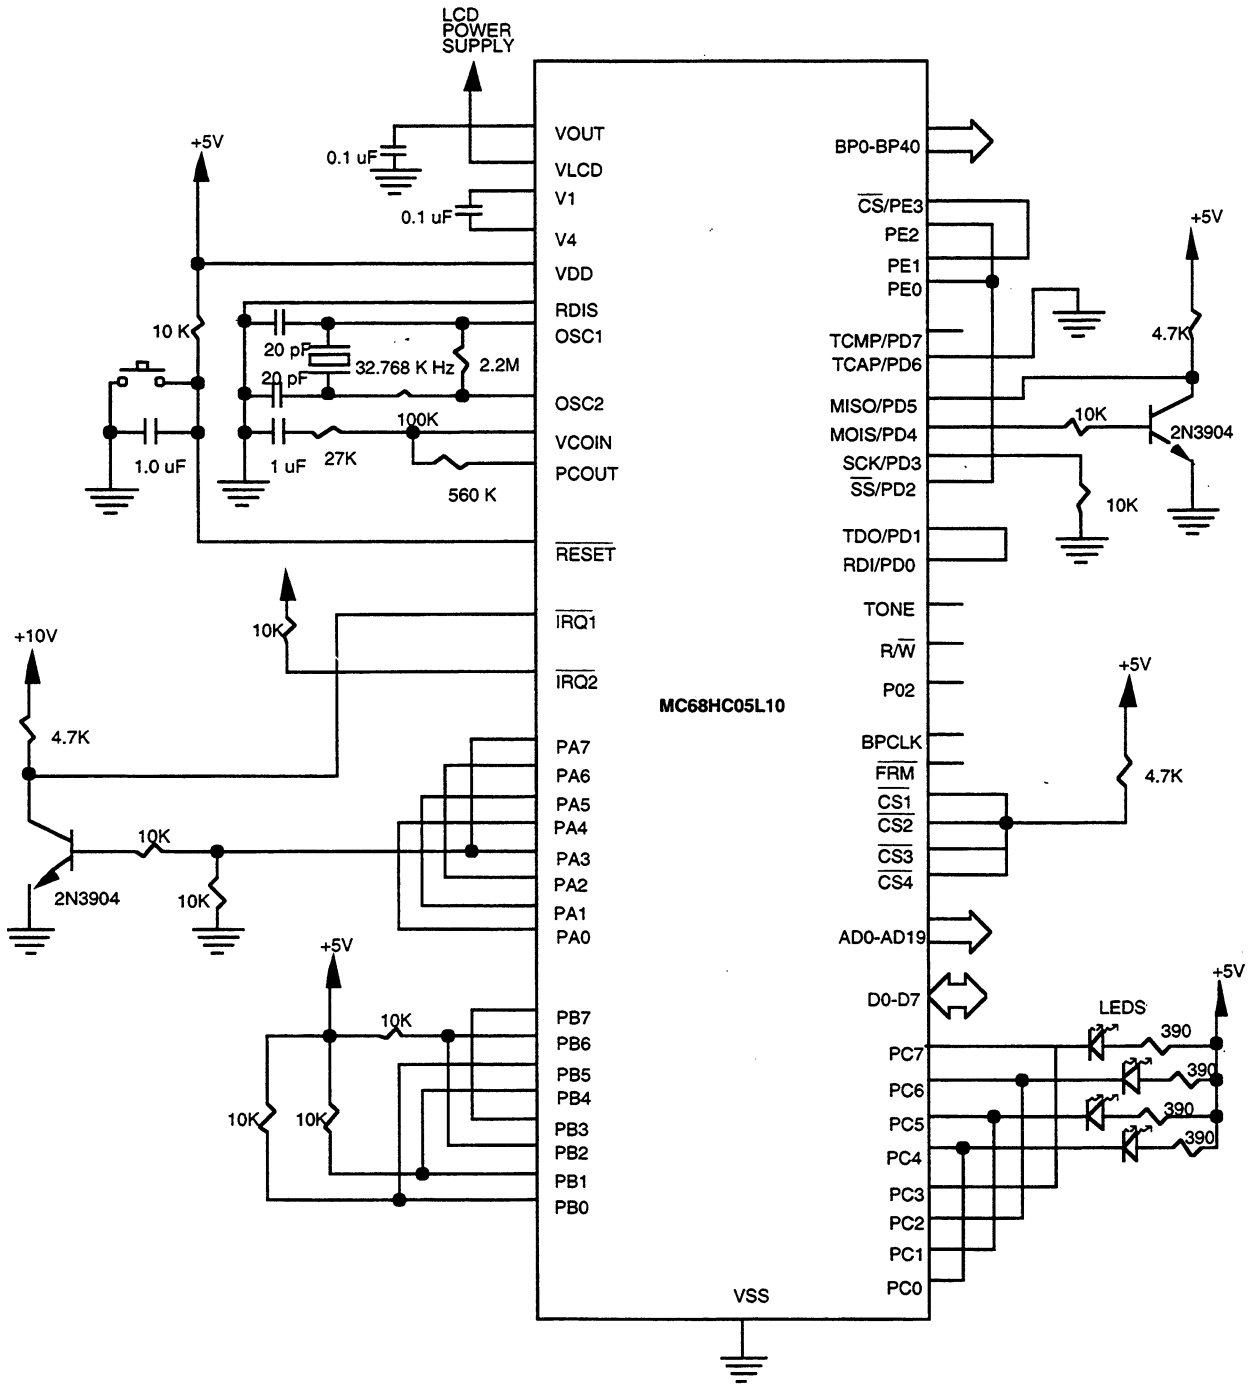 LCD
POWER
SUPPLY
VOUT
0.1 uF
VLCD
V1
0.1 uF
V4
+5V
VDD
RDIS
10 K
20 pF
OSC1
32.768 K Hz
2.2M
20 pF
OSC2
100K
VCOIN
1.0 uF
1 uF
27K
PCOUT
560 K
RESET
IRQ1
10K
IRQ2
+10V
4.7K
PA7
PA6
PA5
PA4
10K
PA3
PA2
2N3904
10K
PA1
PA0
+5V
PB7
10K
PB6
PB5
PB4
10K
10K
PB3
PB2
PB1
PB0
MC68HC05L10
VSS
BP0-BP40
CS/PE3
PE2
PE1
PE0
+5V
TCMP/PD7
4.7K
TCAP/PD6
MISO/PD5
10K
MOIS/PD4
2N3904
SCK/PD3
SS/PD2
10K
TDO/PD1
RDI/PD0
TONE
R/W
P02
+5V
BPCLK
FRM
4.7K
CS1
CS2
CS3
CS4
AD0-AD19
D0-D7
+5V
LEDS
390
PC7
390
PC6
390
PC5
390
PC4
PC3
PC2
PC1
PC0